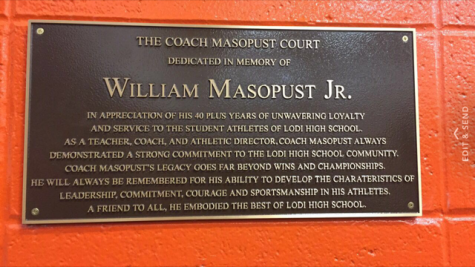 THE COACH MASOPUST COURT
DEDICATED IN MEMORY OF
WILLIAM MASOPUST JR.
IN APPRECIATION OF HIS 40 PLUS YEARS OF UNWAVERING LOYALTY
AND SERVICE TO THE STUDENT ATHLETES OF LODI HIGH SCHOOL.
AS A TEACHER, COACH, AND ATHLETIC DIRECTOR, COACH MASOPUST ALWAYS
DEMONSTRATED A STRONG COMMITMENT TO THE LODI HIGH SCHOOL COMMUNITY.
COACH MASOPUST'S LEGACY GOES FAR BEYOND WINS AND CHAMPIONSHIPS.
HE WILL ALWAYS BE REMEMBERED FOR HIS ABILITY TO DEVELOP THE CHARATERISTICS OF
LEADERSHIP, COMMITMENT, COURAGE AND SPORTSMANSHIP IN HIS ATHLETES.
A FRIEND TO ALL, HE EMBODIED THE BEST OF LODI HIGH SCHOOL.
EDIT & SEND